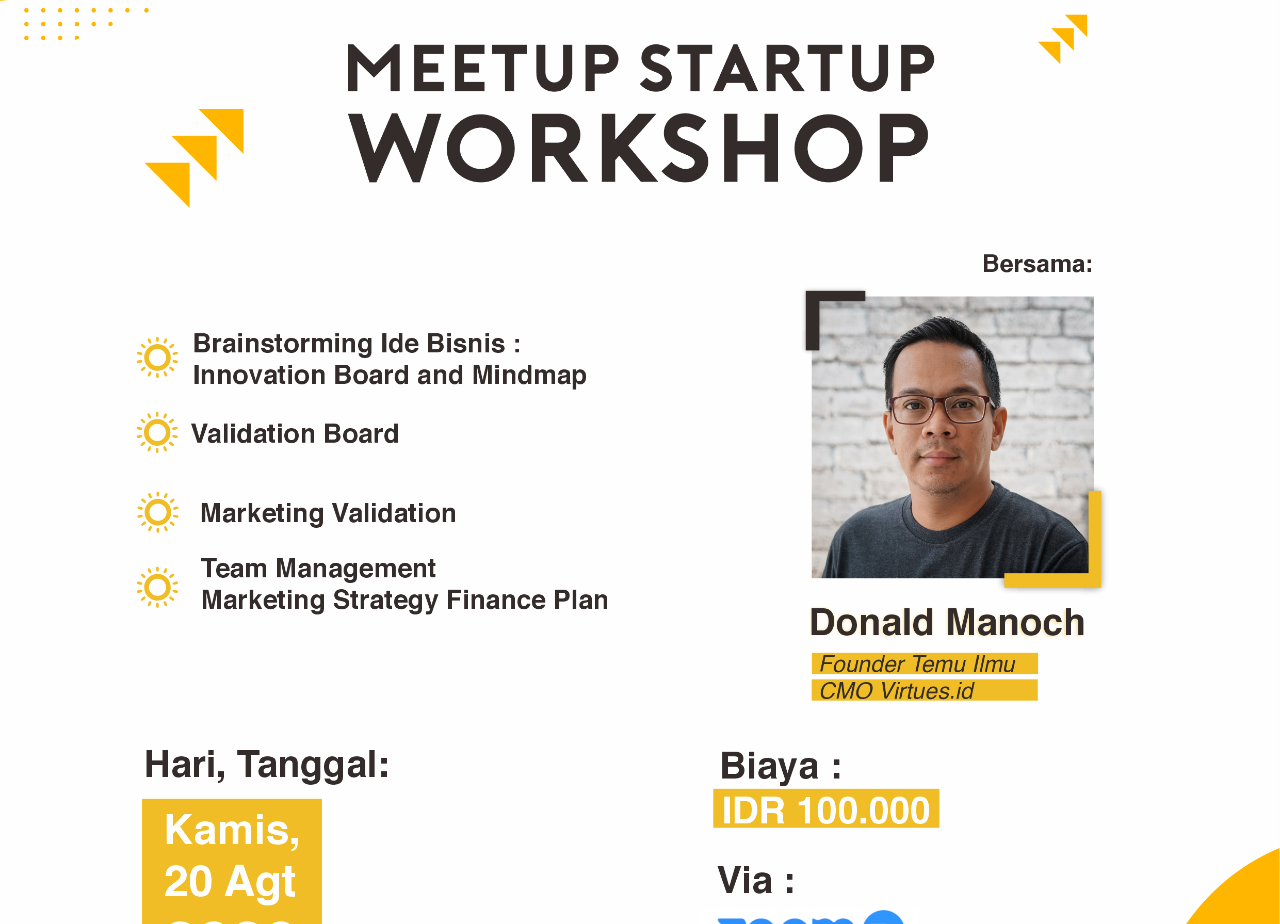 MEETUP STARTUP
WORKSHOP
Bersama:
Brainstorming Ide Bisnis :
Innovation Board and Mindmap
Validation Board
Marketing Validation
Team Management
Marketing Strategy Finance Plan
Donald Manoch
Founder Temu Ilmu
CMO Virtues.id
Hari, Tanggal:
Kamis,
20 Agt
Biaya :
IDR 100.000
Via :
zoom